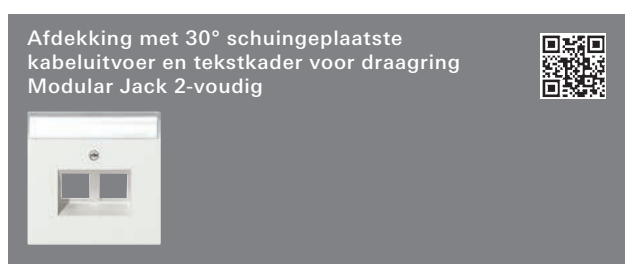 Afdekking met 30° schuingeplaatste
kabeluitvoer en tekstkader voor draagring
Modular Jack 2-voudig